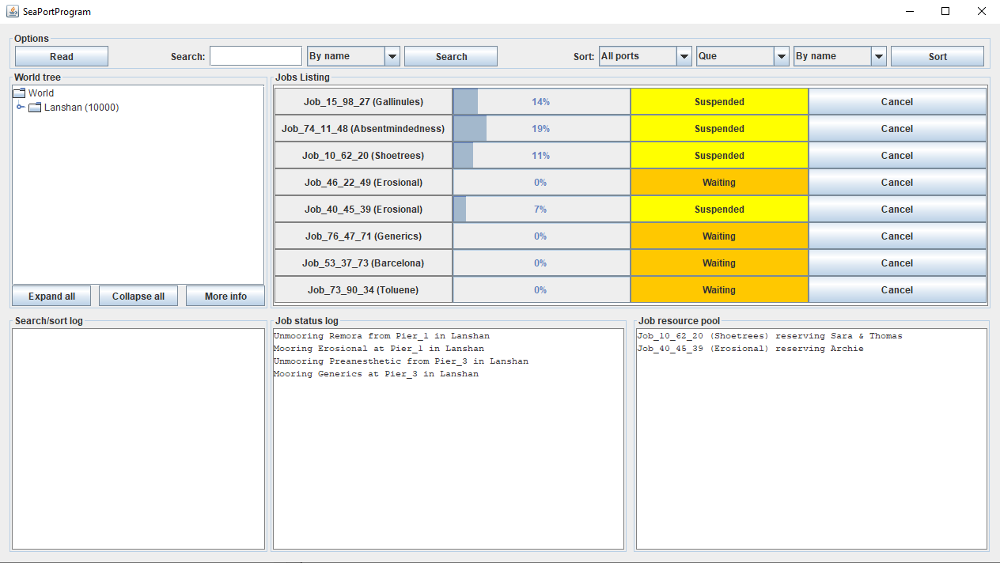 SeaPortProgram
Options
Read Search: By name Search Sort: All ports Que By name Sort
World tree
World
Lanshan (10000)
Expand all Collapse all More info
Jobs Listing
Job_15_98_27 (Gallinules) 14% Suspended Cancel
Job_74_11_48 (Absentmindedness) 19% Suspended Cancel
Job_10_62_20 (Shoetrees) 11% Suspended Cancel
Job_46_22_49 (Erosional) 0% Waiting Cancel
Job_40_45_39 (Erosional) 7% Suspended Cancel
Job_76_47_71 (Generics) 0% Waiting Cancel
Job_53_37_73 (Barcelona) 0% Waiting Cancel
Job_73_90_34 (Toluene) 0% Waiting Cancel
Search/sort log
Job status log
Unmooring Remora from Pier_1 in Lanshan
Mooring Erosional at Pier_1 in Lanshan
Unmooring Preanesthetic from Pier_3 in Lanshan
Mooring Generics at Pier_3 in Lanshan
Job resource pool
Job_10_62_20 (Shoetrees) reserving Sara & Thomas
Job_40_45_39 (Erosional) reserving Archie